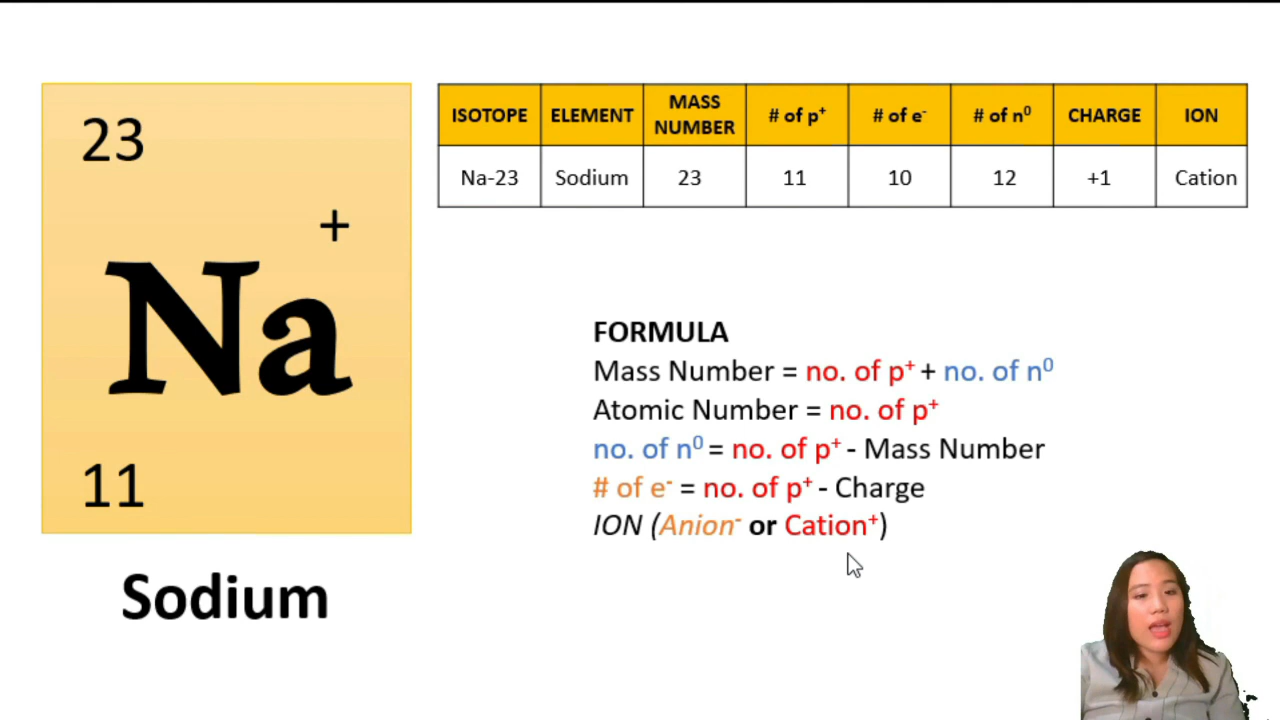 23
+
Na
11
Sodium
ISOTOPE ELEMENT MASS NUMBER # of p⁺ # of e⁻ # of n⁰ CHARGE ION
Na-23 Sodium 23 11 10 12 +1 Cation
FORMULA
Mass Number = no. of p⁺ + no. of n⁰
Atomic Number = no. of p⁺
no. of n⁰ = no. of p⁺ - Mass Number
# of e⁻ = no. of p⁺ - Charge
ION (Anion⁻ or Cation⁺)